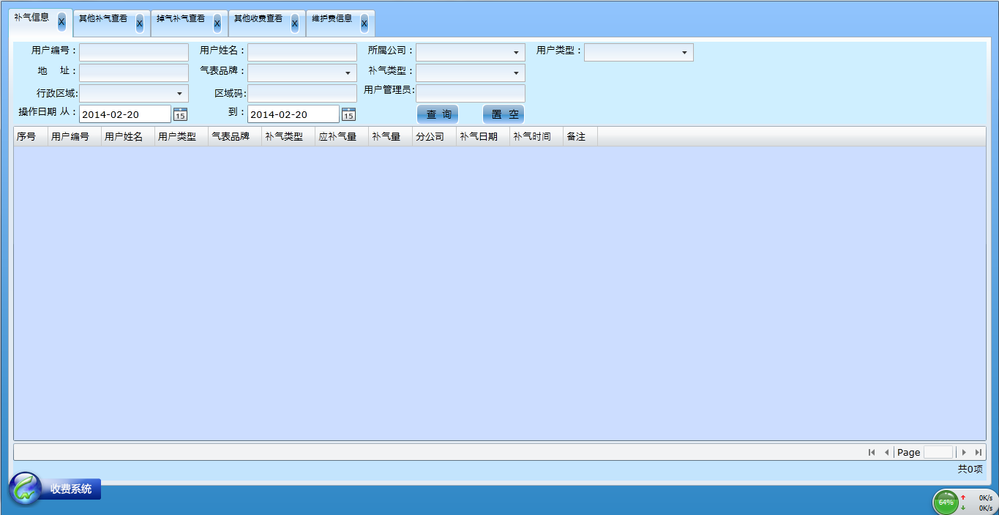 补气信息 X 其他补气查看 X 掉气补气查看 X 其他收费查看 X 维护费信息 X
用户编号： 用户姓名： 所属公司： 用户类型：
地 址： 气表品牌： 补气类型：
行政区域: 区域码: 用户管理员:
操作日期 从： 2014-02-20 15 到： 2014-02-20 15 查 询 置 空
序号 用户编号 用户姓名 用户类型 气表品牌 补气类型 应补气量 补气量 分公司 补气日期 补气时间 备注
Page
共0项
收费系统
64% 0K/s
0K/s